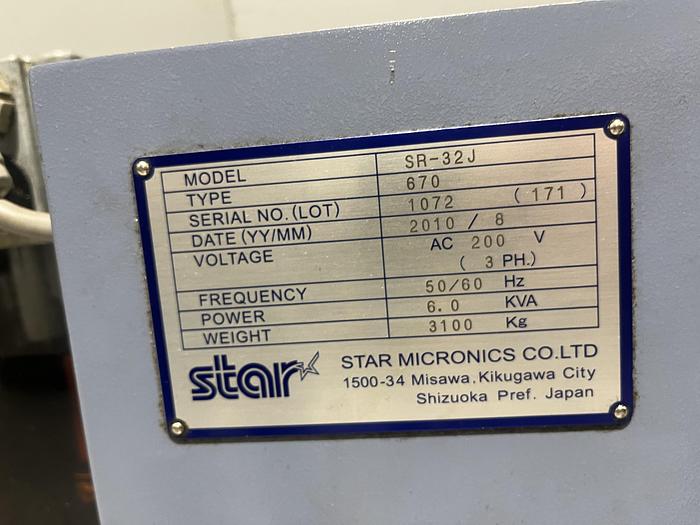 MODEL SR-32J
TYPE 670
SERIAL NO.(LOT) 1072 ( 171 )
DATE (YY/MM) 2010 / 8
VOLTAGE AC 200 V
( 3 PH.)
FREQUENCY 50/60 Hz
POWER 6.0 KVA
WEIGHT 3100 Kg
star STAR MICRONICS CO.LTD
1500-34 Misawa,Kikugawa City
Shizuoka Pref. Japan